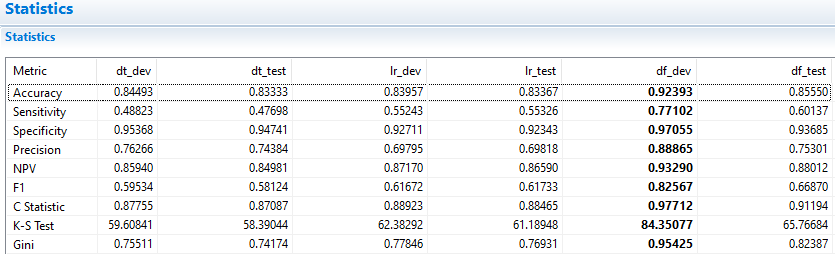 Statistics
Statistics
Metric dt_dev dt_test lr_dev lr_test df_dev df_test
Accuracy 0.84493 0.83333 0.83957 0.83367 0.92393 0.85550
Sensitivity 0.48823 0.47698 0.55243 0.55326 0.77102 0.60137
Specificity 0.95368 0.94741 0.92711 0.92343 0.97055 0.93685
Precision 0.76266 0.74384 0.69795 0.69818 0.88865 0.75301
NPV 0.85940 0.84981 0.87170 0.86590 0.93290 0.88012
F1 0.59534 0.58124 0.61672 0.61733 0.82567 0.66870
C Statistic 0.87755 0.87087 0.88923 0.88465 0.97712 0.91194
K-S Test 59.60841 58.39044 62.38292 61.18948 84.35077 65.76684
Gini 0.75511 0.74174 0.77846 0.76931 0.95425 0.82387